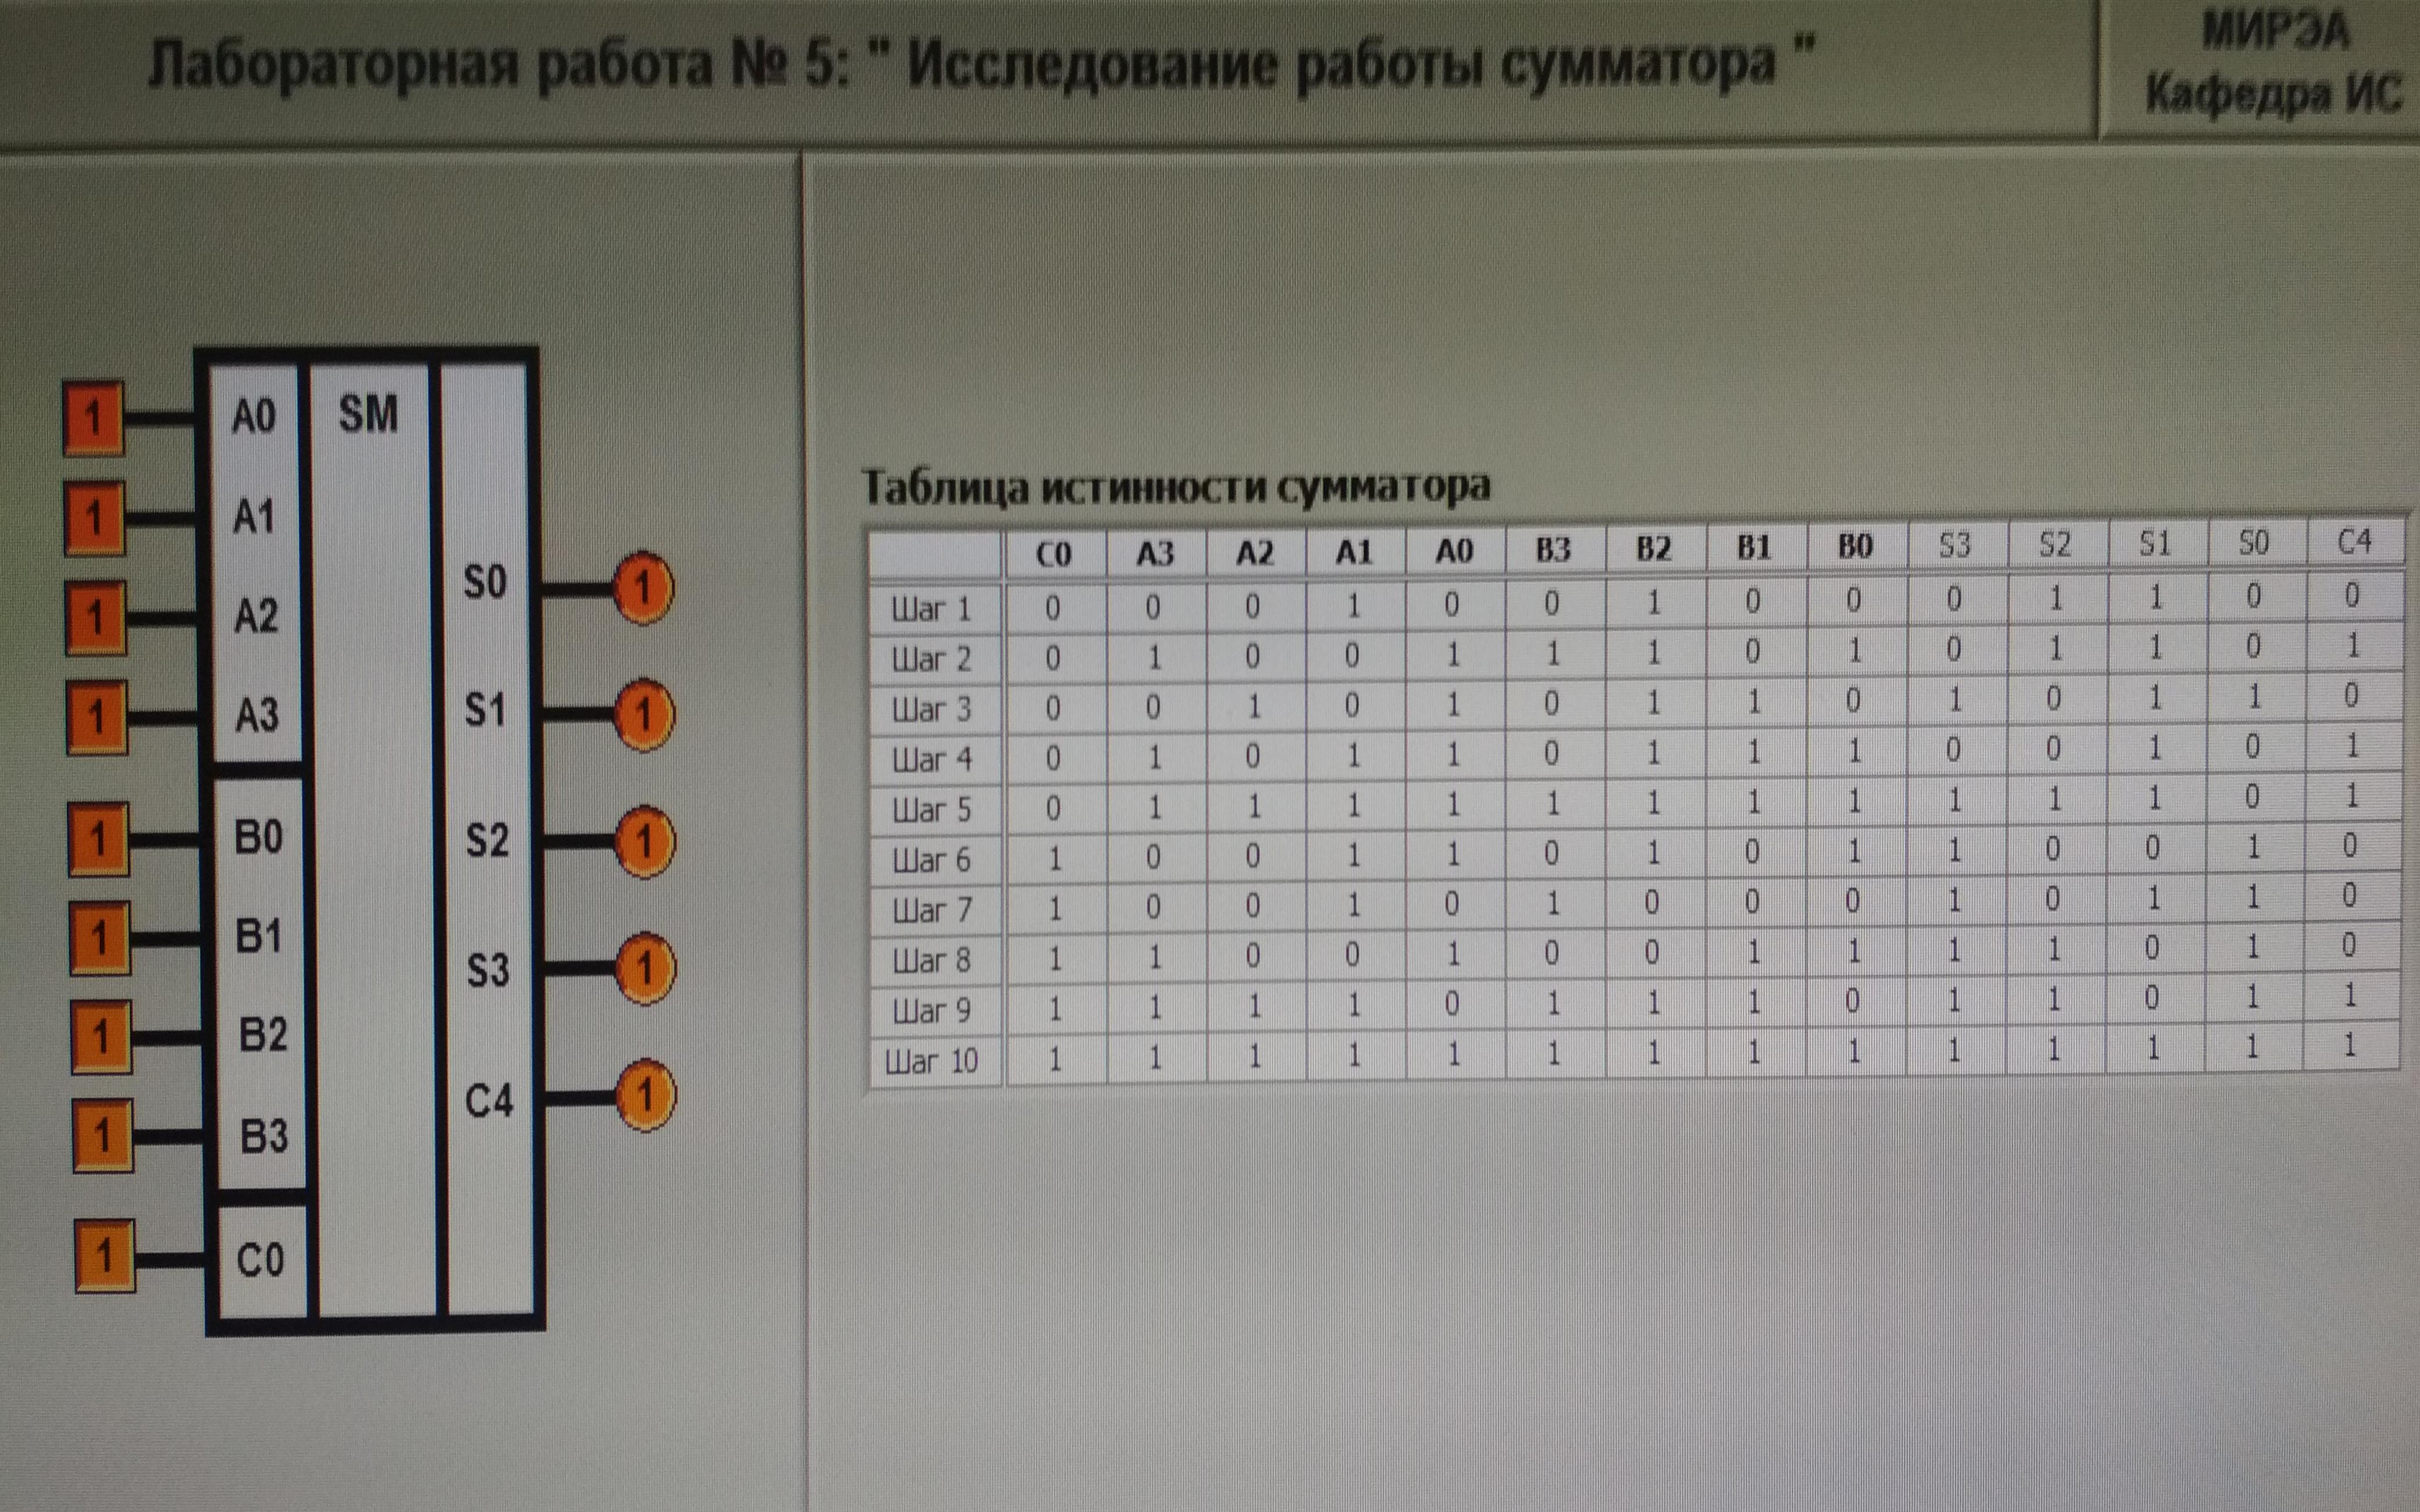 Лабораторная работа № 5: " Исследование работы сумматора "
МИРЭА
Кафедра ИС
1 A0 SM
1 A1
1 A2
1 A3
1 B0
1 B1
1 B2
1 B3
1 C0
S0 1
S1 1
S2 1
S3 1
C4 1
Таблица истинности сумматора
C0 A3 A2 A1 A0 B3 B2 B1 B0 S3 S2 S1 S0 C4
Шаг 1 0 0 0 1 0 0 1 0 0 0 1 1 0 0
Шаг 2 0 1 0 0 1 1 1 0 1 0 1 1 0 1
Шаг 3 0 0 1 0 1 0 1 1 0 1 0 1 1 0
Шаг 4 0 1 0 1 1 0 1 1 1 0 0 1 0 1
Шаг 5 0 1 1 1 1 1 1 1 1 1 1 1 0 1
Шаг 6 1 0 0 1 1 0 1 0 1 1 0 0 1 0
Шаг 7 1 0 0 1 0 1 0 0 0 1 0 1 1 0
Шаг 8 1 1 0 0 1 0 0 1 1 1 1 0 1 0
Шаг 9 1 1 1 1 0 1 1 1 0 1 1 0 1 1
Шаг 10 1 1 1 1 1 1 1 1 1 1 1 1 1 1